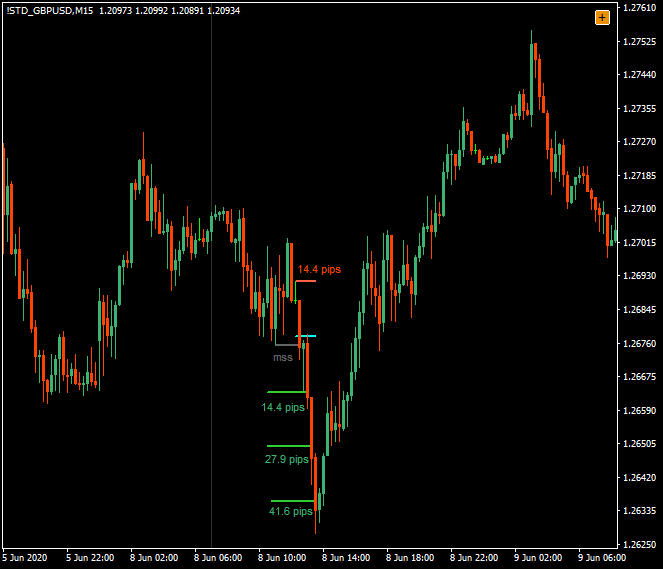 !STD_GBPUSD,M15 1.20973 1.20992 1.20891 1.20934
+
1.27610
1.27525
1.27440
1.27355
1.27270
1.27185
1.27100
1.27015
1.26930
1.26845
1.26760
1.26675
1.26590
1.26505
1.26420
1.26335
1.26250
14.4 pips
mss
14.4 pips
27.9 pips
41.6 pips
5 Jun 2020 5 Jun 22:00 8 Jun 02:00 8 Jun 06:00 8 Jun 10:00 8 Jun 14:00 8 Jun 18:00 8 Jun 22:00 9 Jun 02:00 9 Jun 06:00